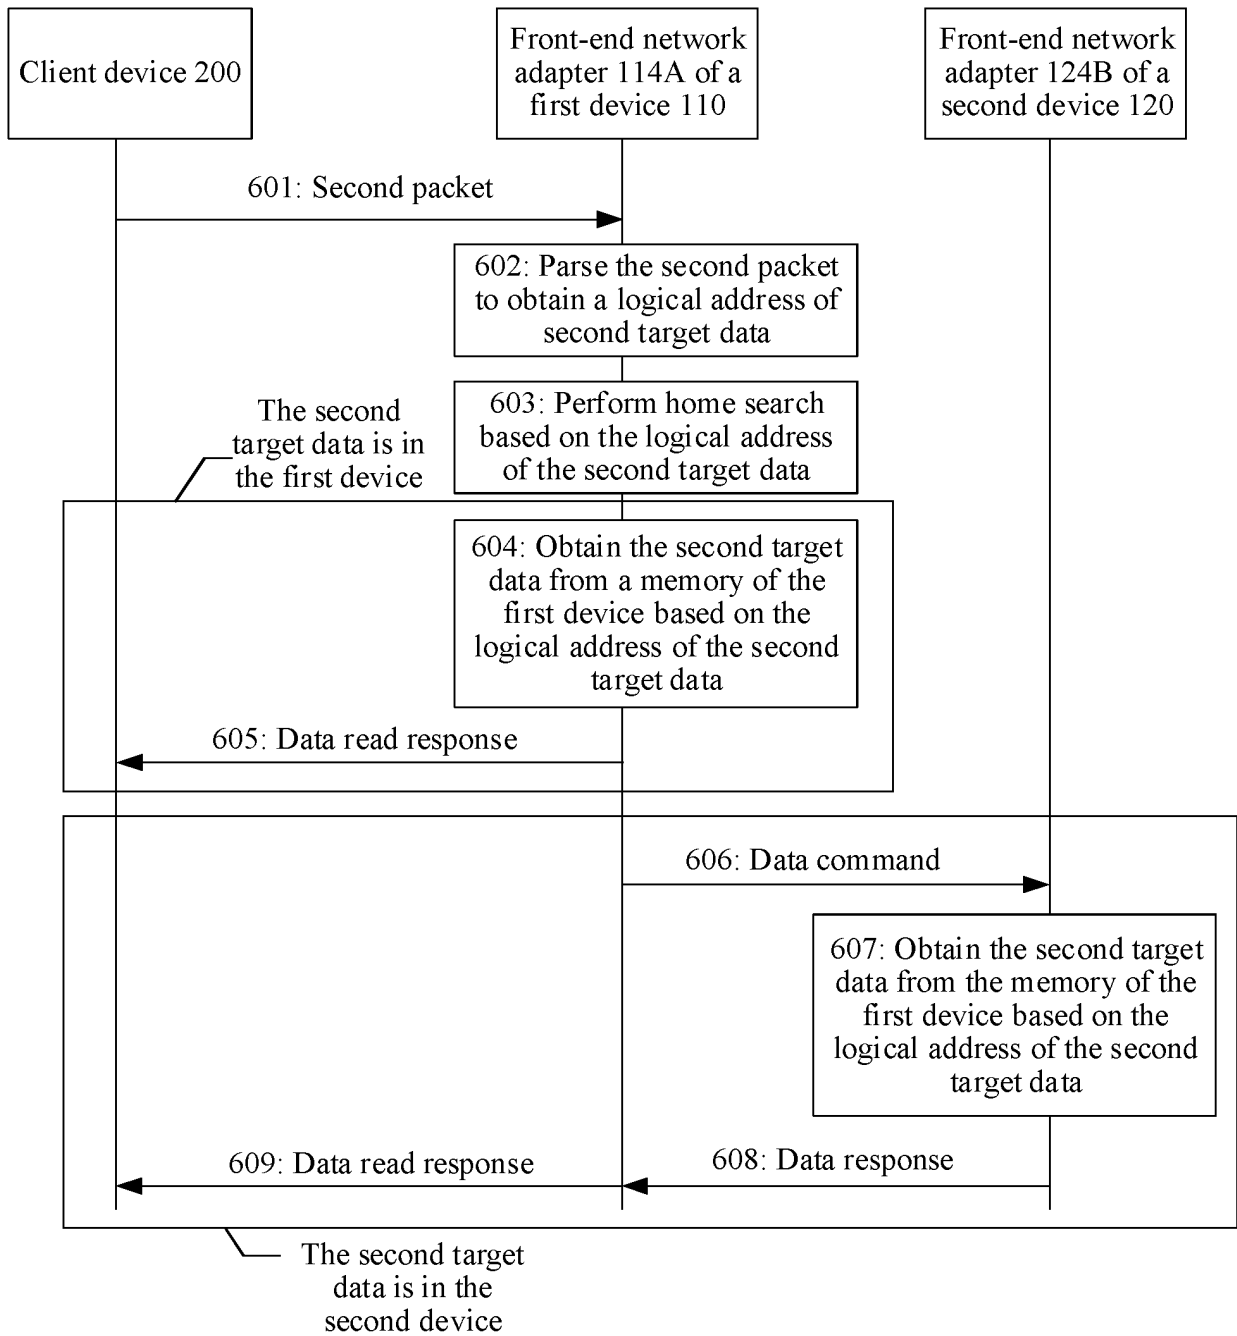 Client device 200
Front-end network
adapter 114A of a
first device 110
Front-end network
adapter 124B of a
second device 120
601: Second packet
602: Parse the second packet
to obtain a logical address of
second target data
603: Perform home search
based on the logical address
of the second target data
The second
target data is in
the first device
604: Obtain the second target
data from a memory of the
first device based on the
logical address of the second
target data
605: Data read response
606: Data command
607: Obtain the second target
data from the memory of the
first device based on the
logical address of the second
target data
609: Data read response
608: Data response
The second target
data is in the
second device